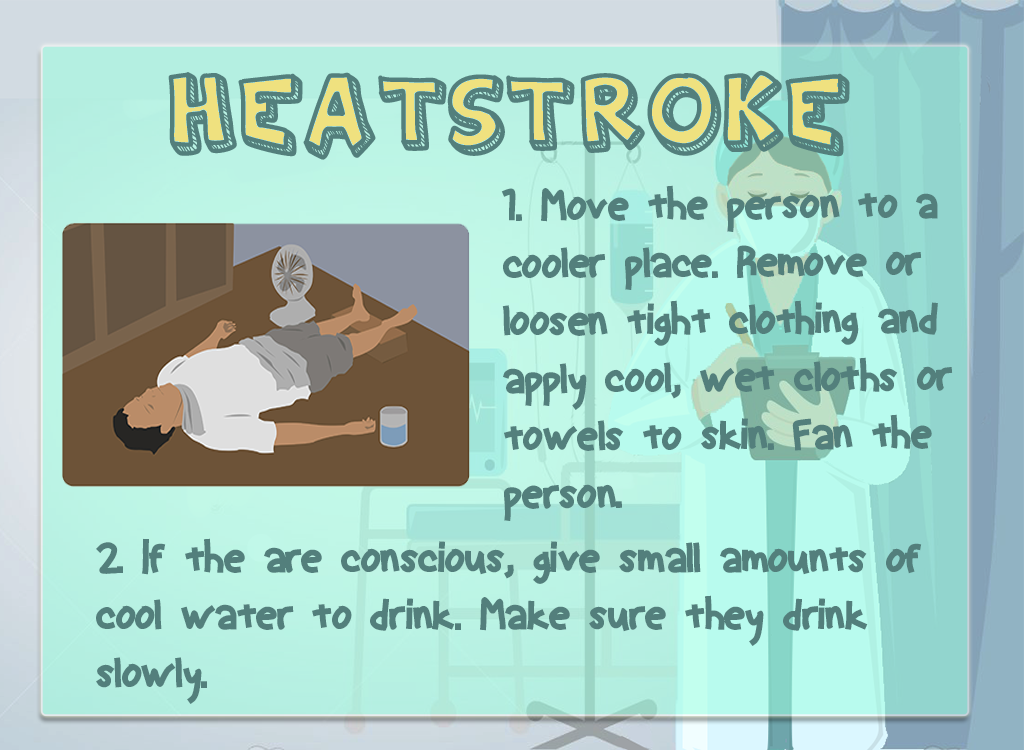 HEATSTROKE
1. Move the person to a
cooler place. Remove or
loosen tight clothing and
apply cool, wet cloths or
towels to skin. Fan the
person.
2. If the are conscious, give small amounts of
cool water to drink. Make sure they drink
slowly.